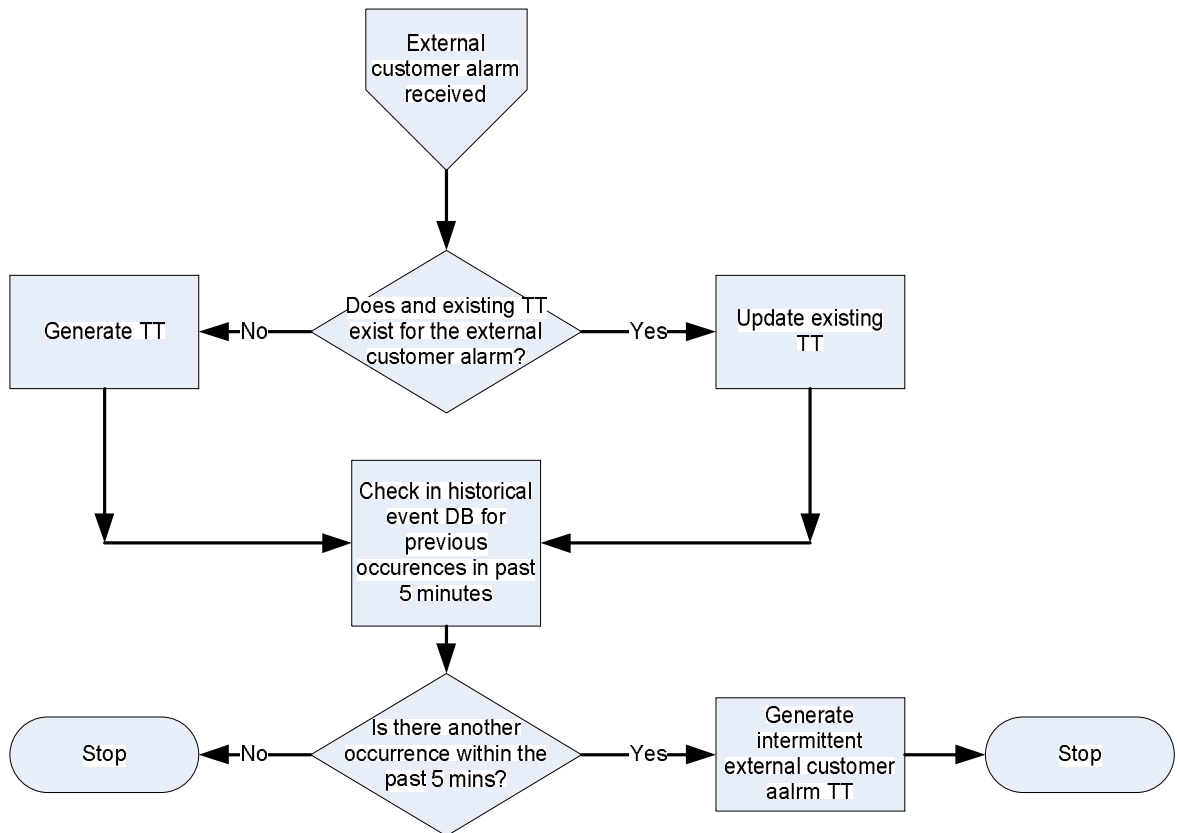 External
customer alarm
received
Does and existing TT
exist for the external
customer alarm?
No
Yes
Generate TT
Update existing
TT
Check in historical
event DB for
previous
occurences in past
5 minutes
Is there another
occurrence within the
past 5 mins?
No
Yes
Stop
Generate
intermittent
external customer
aalrm TT
Stop